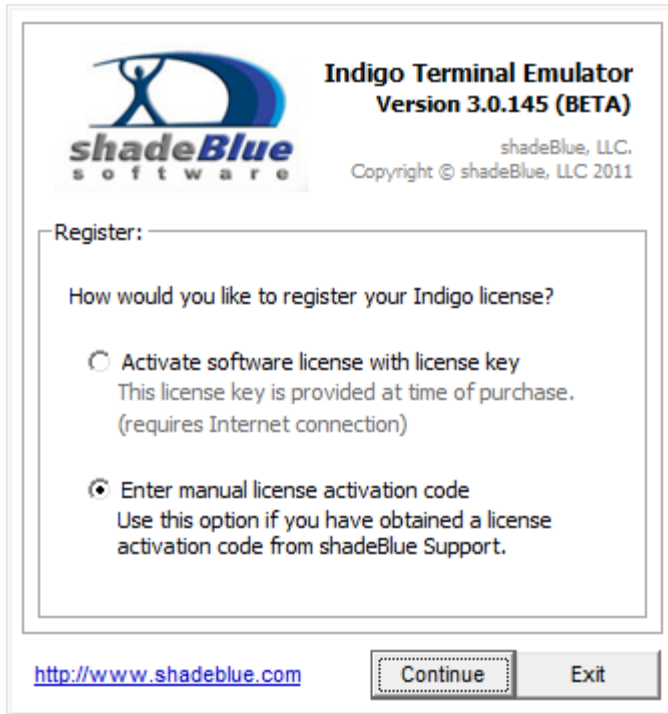 shadeBlue
software
Indigo Terminal Emulator
Version 3.0.145 (BETA)
shadeBlue, LLC.
Copyright © shadeBlue, LLC 2011
Register:
How would you like to register your Indigo license?
Activate software license with license key
This license key is provided at time of purchase.
(requires Internet connection)
Enter manual license activation code
Use this option if you have obtained a license
activation code from shadeBlue Support.
http://www.shadeblue.com
Continue
Exit